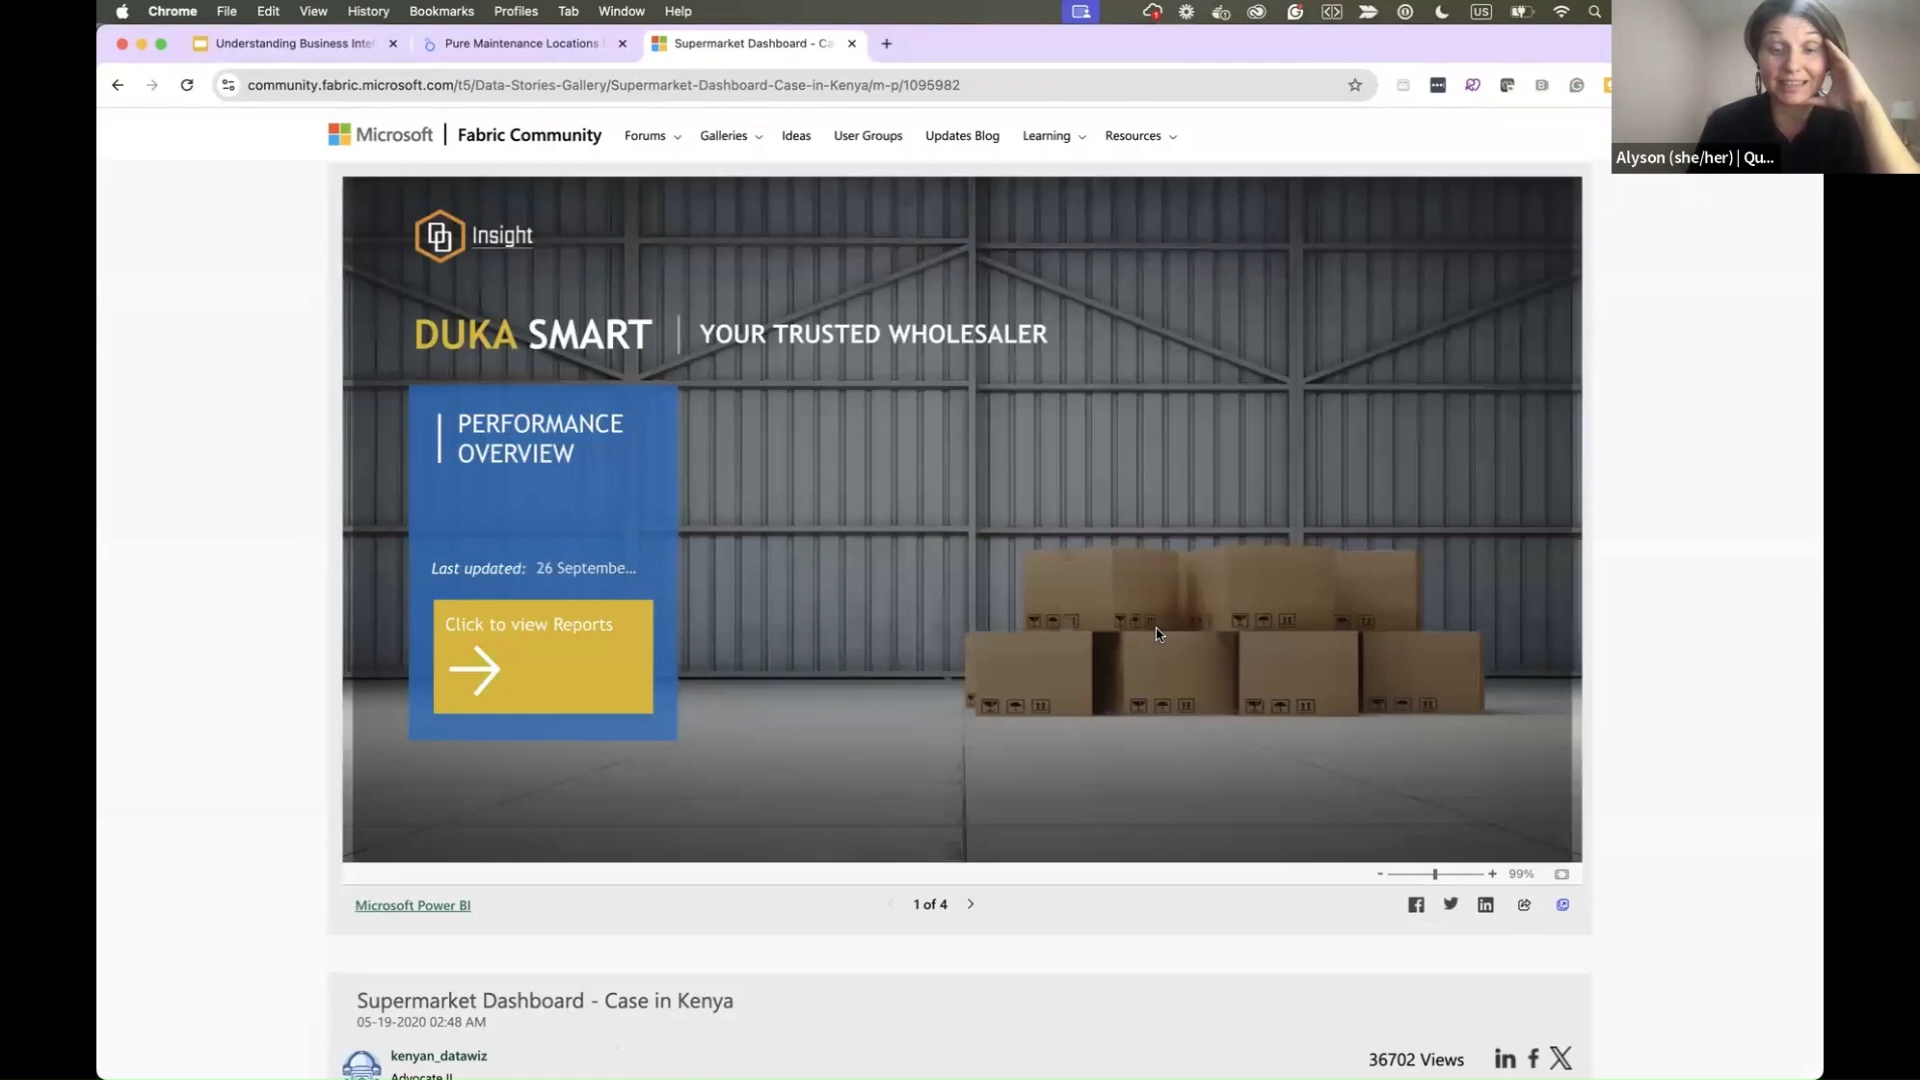 Chrome File Edit View History Bookmarks Profiles Tab Window Help
US
Understanding Business Inte
Pure Maintenance Locations
Supermarket Dashboard - Ca
community.fabric.microsoft.com/t5/Data-Stories-Gallery/Supermarket-Dashboard-Case-in-Kenya/m-p/1095982
Alyson (she/her) | Qu...
Microsoft | Fabric Community Forums Galleries Ideas User Groups Updates Blog Learning Resources
Insight
DUKA SMART | YOUR TRUSTED WHOLESALER
PERFORMANCE
OVERVIEW
Last updated: 26 Septembe...
Click to view Reports
- + 99%
Microsoft Power BI 1 of 4
Supermarket Dashboard - Case in Kenya
05-19-2020 02:48 AM
kenyan_datawiz
Advocate II
36702 Views